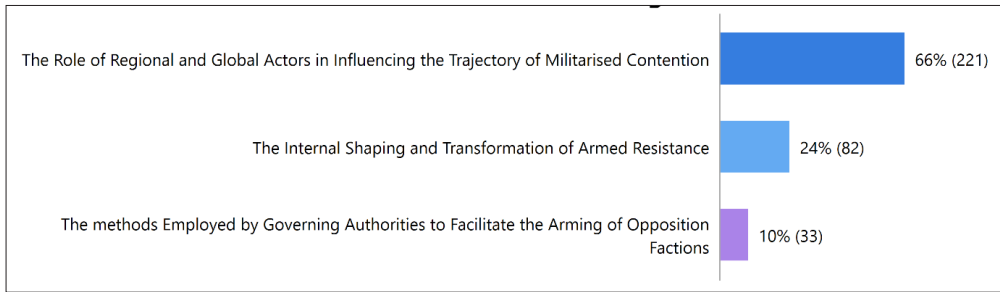 The Role of Regional and Global Actors in Influencing the Trajectory of Militarised Contention
66% (221)
The Internal Shaping and Transformation of Armed Resistance
24% (82)
The methods Employed by Governing Authorities to Facilitate the Arming of Opposition
Factions
10% (33)